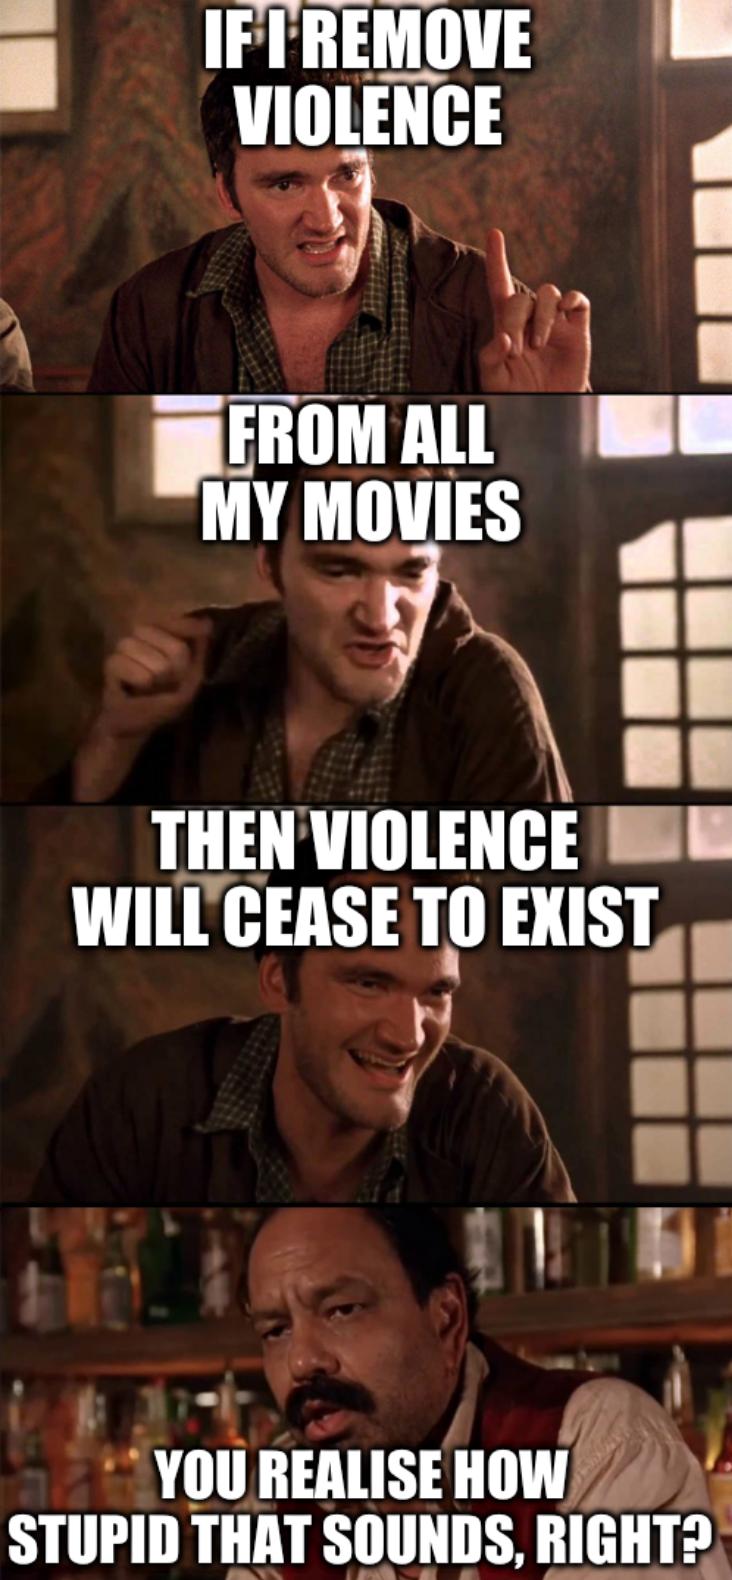 IF I REMOVE
VIOLENCE
FROM ALL
MY MOVIES
THEN VIOLENCE
WILL CEASE TO EXIST
YOU REALISE HOW
STUPID THAT SOUNDS, RIGHT?